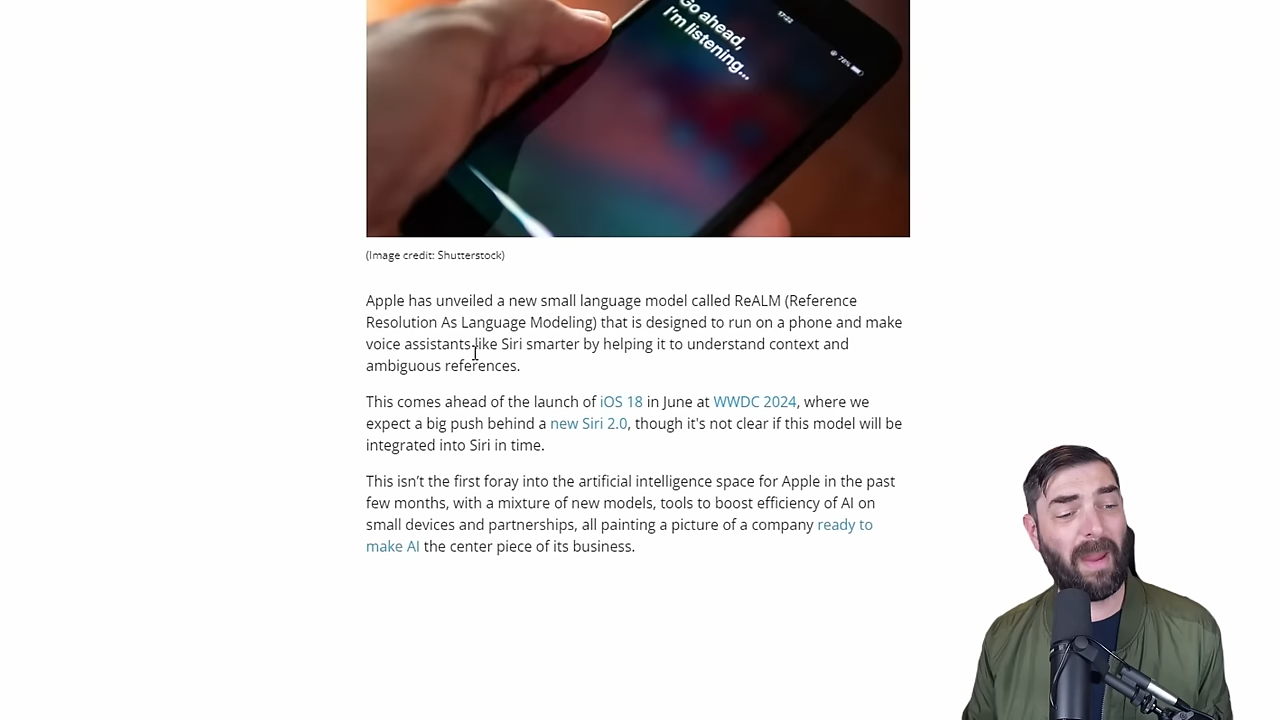 Go ahead,
I'm listening...
17:22
76%
(Image credit: Shutterstock)
Apple has unveiled a new small language model called ReALM (Reference
Resolution As Language Modeling) that is designed to run on a phone and make
voice assistants like Siri smarter by helping it to understand context and
ambiguous references.
This comes ahead of the launch of iOS 18 in June at WWDC 2024, where we
expect a big push behind a new Siri 2.0, though it's not clear if this model will be
integrated into Siri in time.
This isn’t the first foray into the artificial intelligence space for Apple in the past
few months, with a mixture of new models, tools to boost efficiency of AI on
small devices and partnerships, all painting a picture of a company ready to
make AI the center piece of its business.